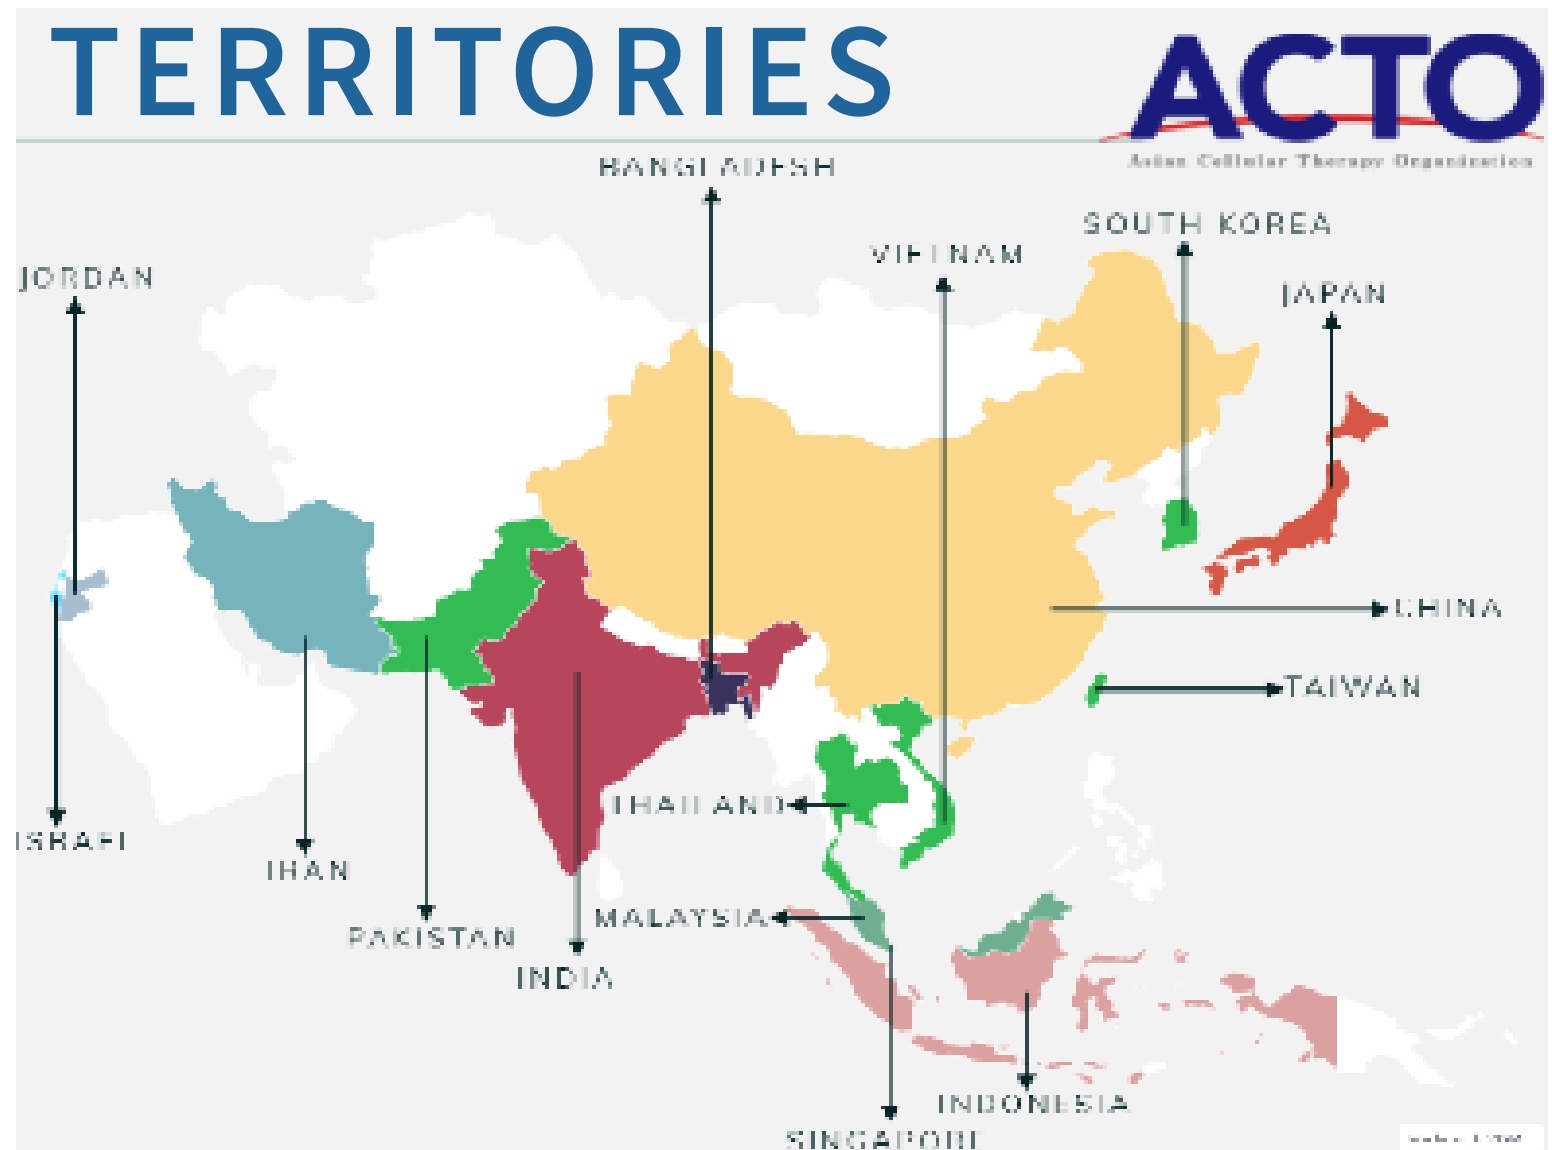 TERRITORIES
ACTO
Asian Cellular Therapy Organization
BANGLADESH
SOUTH KOREA
VIETNAM
JORDAN
JAPAN
CHINA
TAIWAN
THAILAND
ISRAEL
IRAN
MALAYSIA
PAKISTAN
INDIA
INDONESIA
SINGAPORE